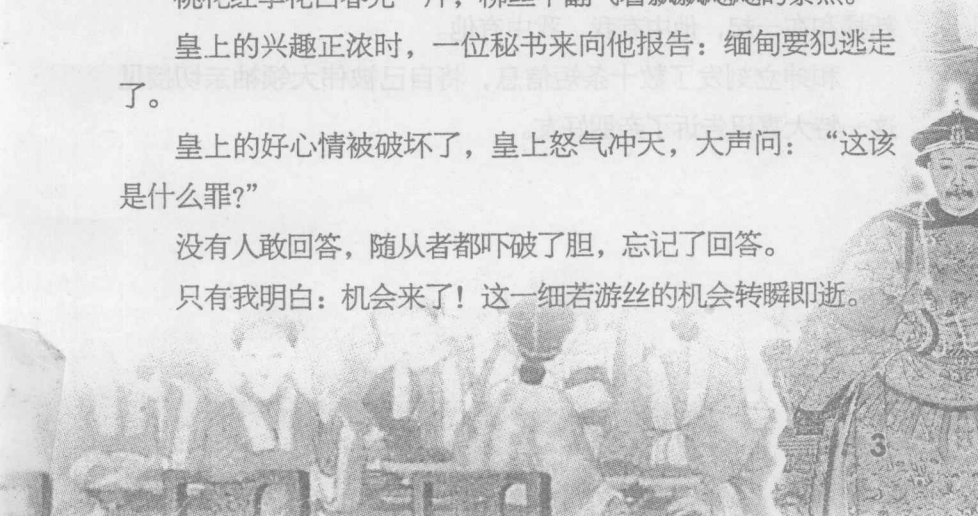 皇上的兴趣正浓时，一位秘书来向他报告：缅甸要犯逃走
了。
皇上的好心情被破坏了，皇上怒气冲天，大声问：“这该
是什么罪?”
没有人敢回答，随从者都吓破了胆，忘记了回答。
只有我明白：机会来了！这一细若游丝的机会转瞬即逝。
3